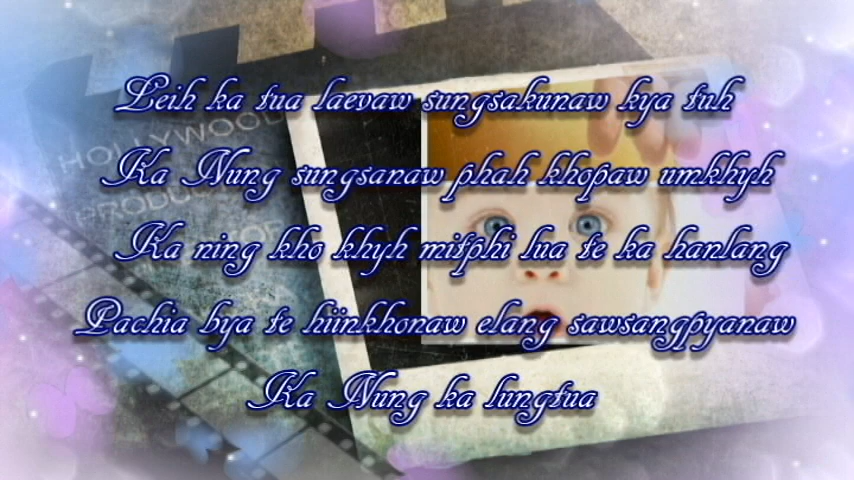 Leih ka tua laevaw sungsakunaw kya tuh
HOLLYWOOD
Ka Nung sungsanaw phah khopaw umkhyh
Ka ning kho khyh mitphi lua te ka hanlang
Pachia bya te hiinkhonaw elang sawsangpyanaw
Ka Nung ka lungtua